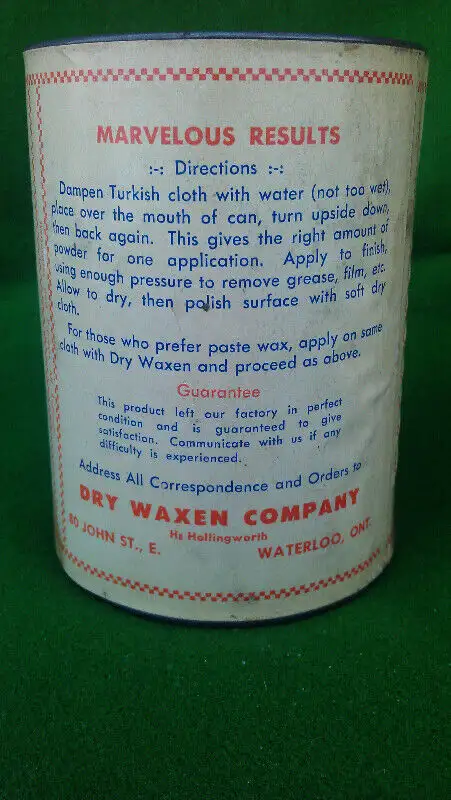 MARVELOUS RESULTS
:-: Directions :-:
Dampen Turkish cloth with water (not too wet),
place over the mouth of can, turn upside down,
then back again. This gives the right amount of
powder for one application. Apply to finish,
using enough pressure to remove grease, film, etc.
Allow to dry, then polish surface with soft dry
cloth.
For those who prefer paste wax, apply on same
cloth with Dry Waxen and proceed as above.
Guarantee
This product left our factory in perfect
condition and is guaranteed to give
satisfaction. Communicate with us if any
difficulty is experienced.
Address All Correspondence and Orders to
DRY WAXEN COMPANY
Hs Hollingworth
80 JOHN ST., E. WATERLOO, ONT.